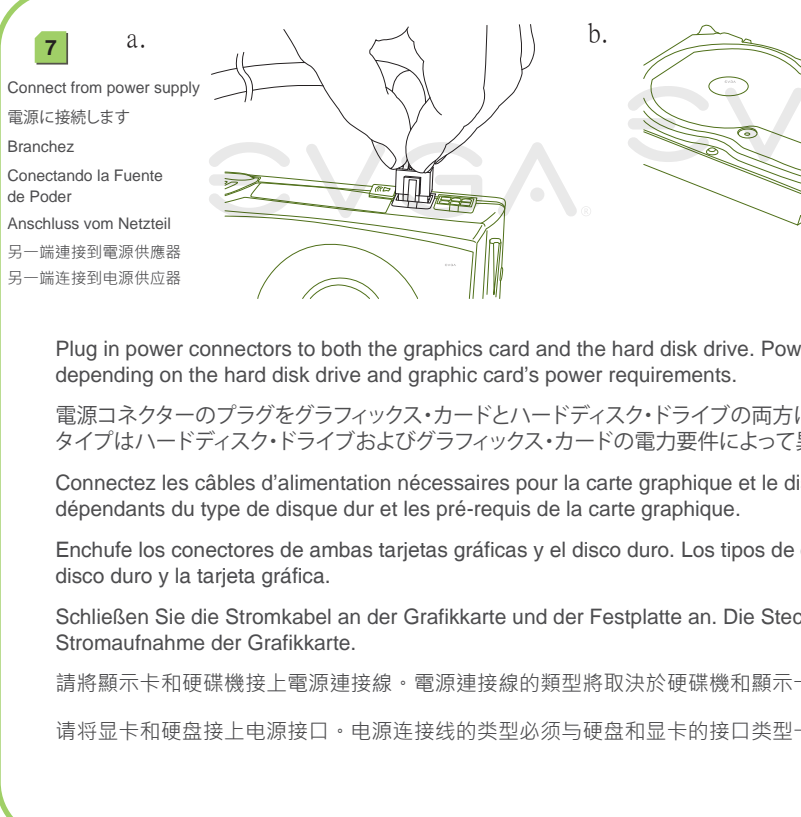 7
a.
b.
Connect from power supply
電源に接続します
Branchez
Conectando la Fuente
de Poder
Anschluss vom Netzteil
另一端連接到電源供應器
另一端连接到电源供应器
EVGA
®
Plug in power connectors to both the graphics card and the hard disk drive. Pow
depending on the hard disk drive and graphic card’s power requirements.
電源コネクターのプラグをグラフィックス・カードとハードディスク・ドライブの両方に
タイプはハードディスク・ドライブおよびグラフィックス・カードの電力要件によって異
Connectez les câbles d’alimentation nécessaires pour la carte graphique et le di
dépendants du type de disque dur et les pré-requis de la carte graphique.
Enchufe los conectores de ambas tarjetas gráficas y el disco duro. Los tipos de
disco duro y la tarjeta gráfica.
Schließen Sie die Stromkabel an der Grafikkarte und der Festplatte an. Die Stec
Stromaufnahme der Grafikkarte.
請將顯示卡和硬碟機接上電源連接線。電源連接線的類型將取決於硬碟機和顯示
请将显卡和硬盘接上电源接口。电源连接线的类型必须与硬盘和显卡的接口类型